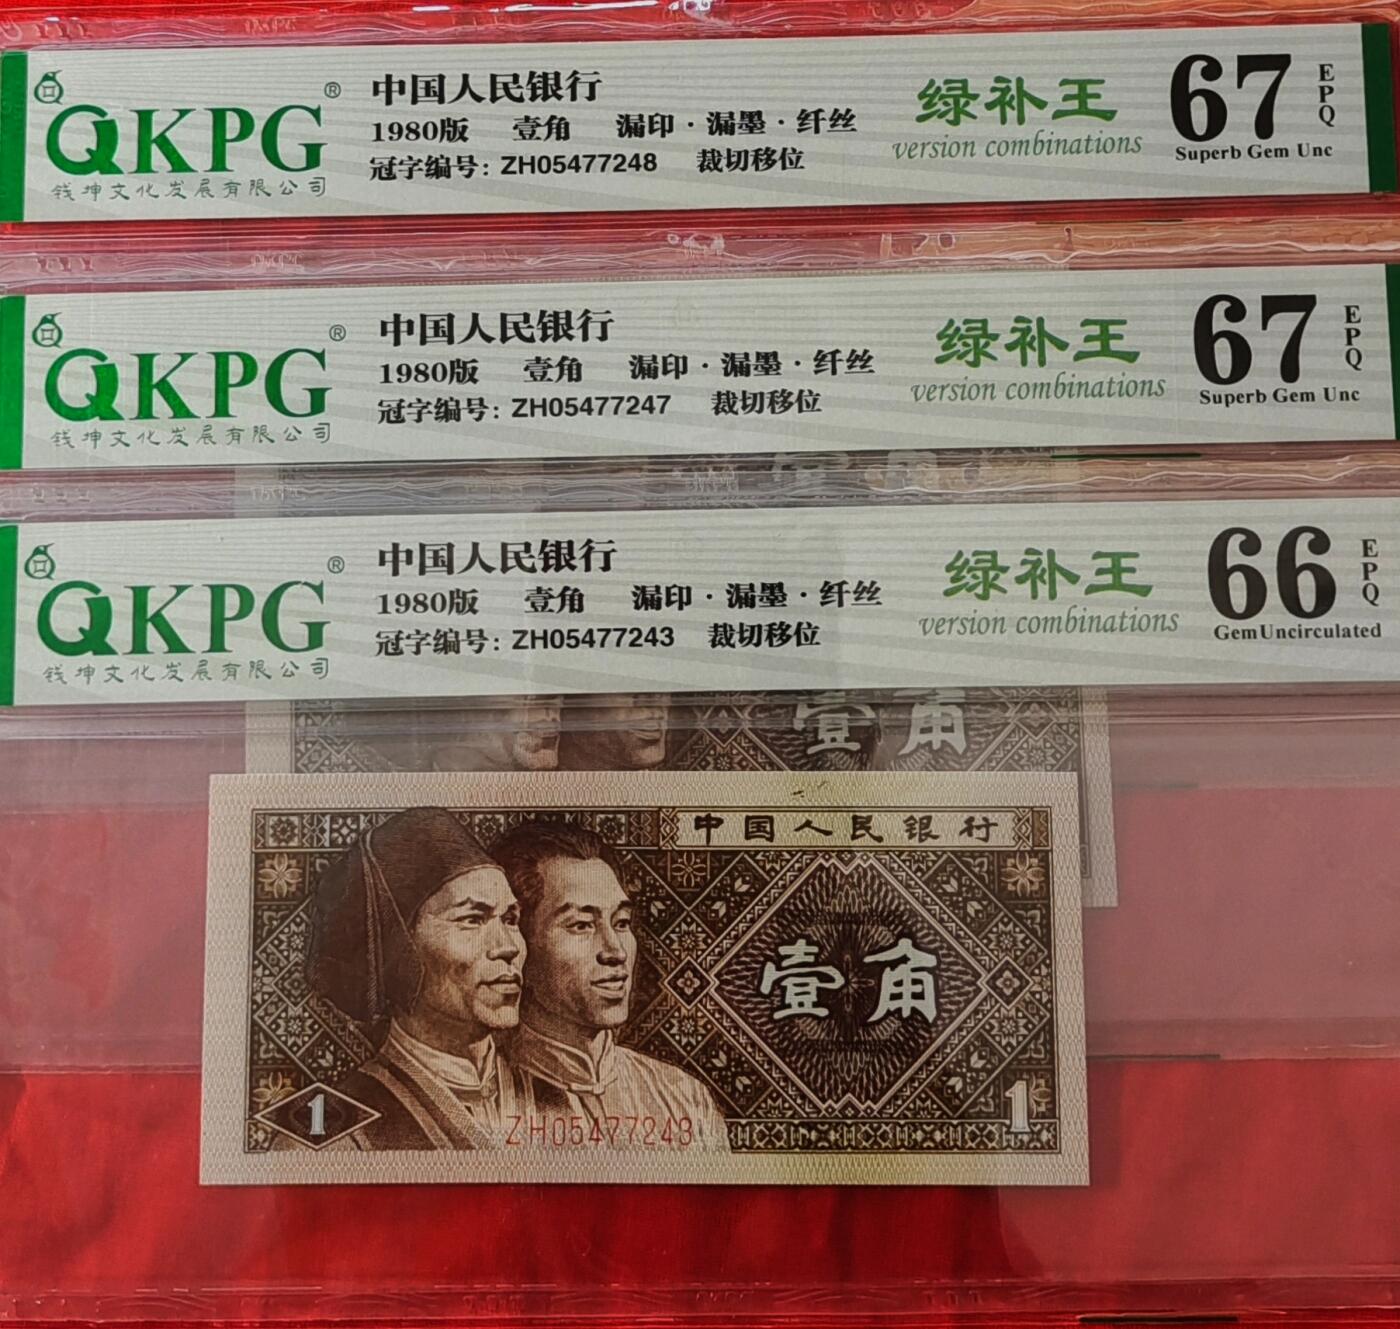 QKPG®
钱坤文化发展有限公司
中国人民银行
1980版 壹角 漏印·漏墨·纤丝
冠字编号: ZH05477248 裁切移位
绿补王
version combinations
67 EPQ
Superb Gem Unc
QKPG®
钱坤文化发展有限公司
中国人民银行
1980版 壹角 漏印·漏墨·纤丝
冠字编号: ZH05477247 裁切移位
绿补王
version combinations
67 EPQ
Superb Gem Unc
QKPG®
钱坤文化发展有限公司
中国人民银行
1980版 壹角 漏印·漏墨·纤丝
冠字编号: ZH05477243 裁切移位
绿补王
version combinations
66 EPQ
Gem Uncirculated
壹角
中国人民银行
壹角
1
ZH05477243
1